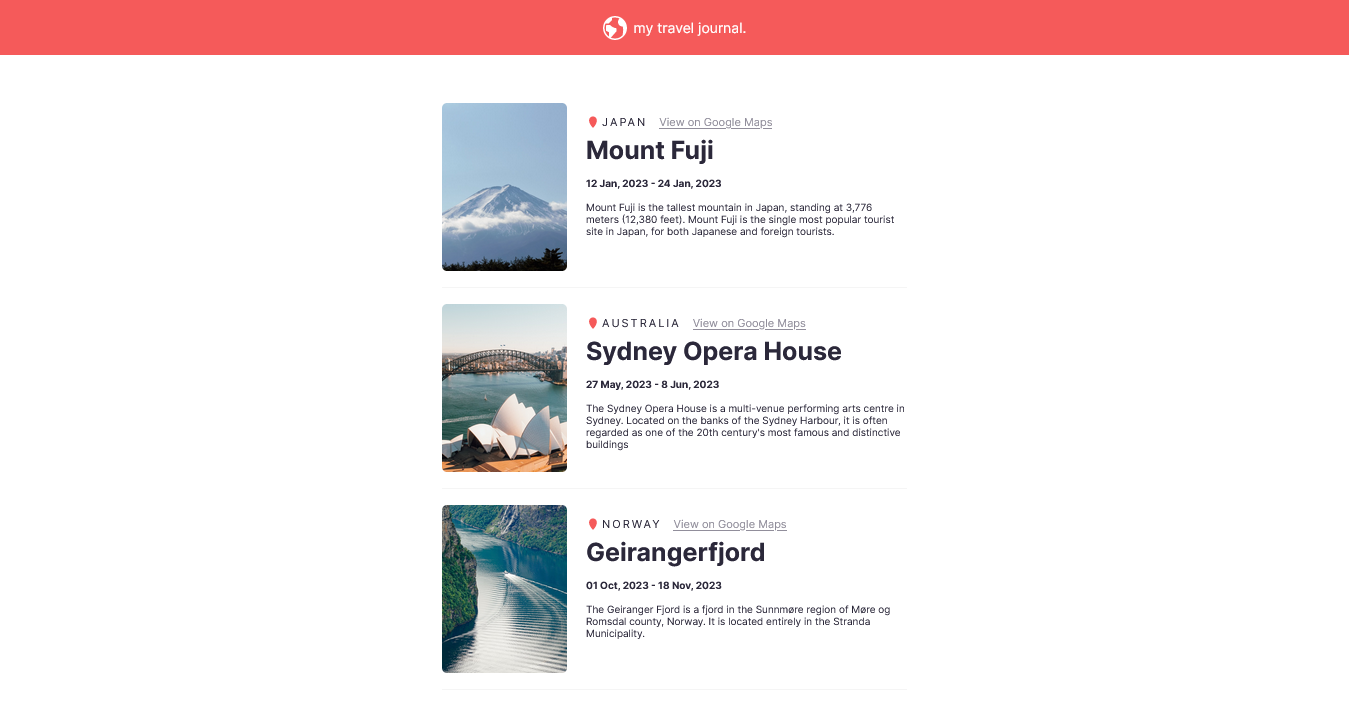 my travel journal.
JAPAN View on Google Maps
Mount Fuji
12 Jan, 2023 - 24 Jan, 2023
Mount Fuji is the tallest mountain in Japan, standing at 3,776
meters (12,380 feet). Mount Fuji is the single most popular tourist
site in Japan, for both Japanese and foreign tourists.
AUSTRALIA View on Google Maps
Sydney Opera House
27 May, 2023 - 8 Jun, 2023
The Sydney Opera House is a multi-venue performing arts centre in
Sydney. Located on the banks of the Sydney Harbour, it is often
regarded as one of the 20th century's most famous and distinctive
buildings
NORWAY View on Google Maps
Geirangerfjord
01 Oct, 2023 - 18 Nov, 2023
The Geiranger Fjord is a fjord in the Sunnmøre region of Møre og
Romsdal county, Norway. It is located entirely in the Stranda
Municipality.